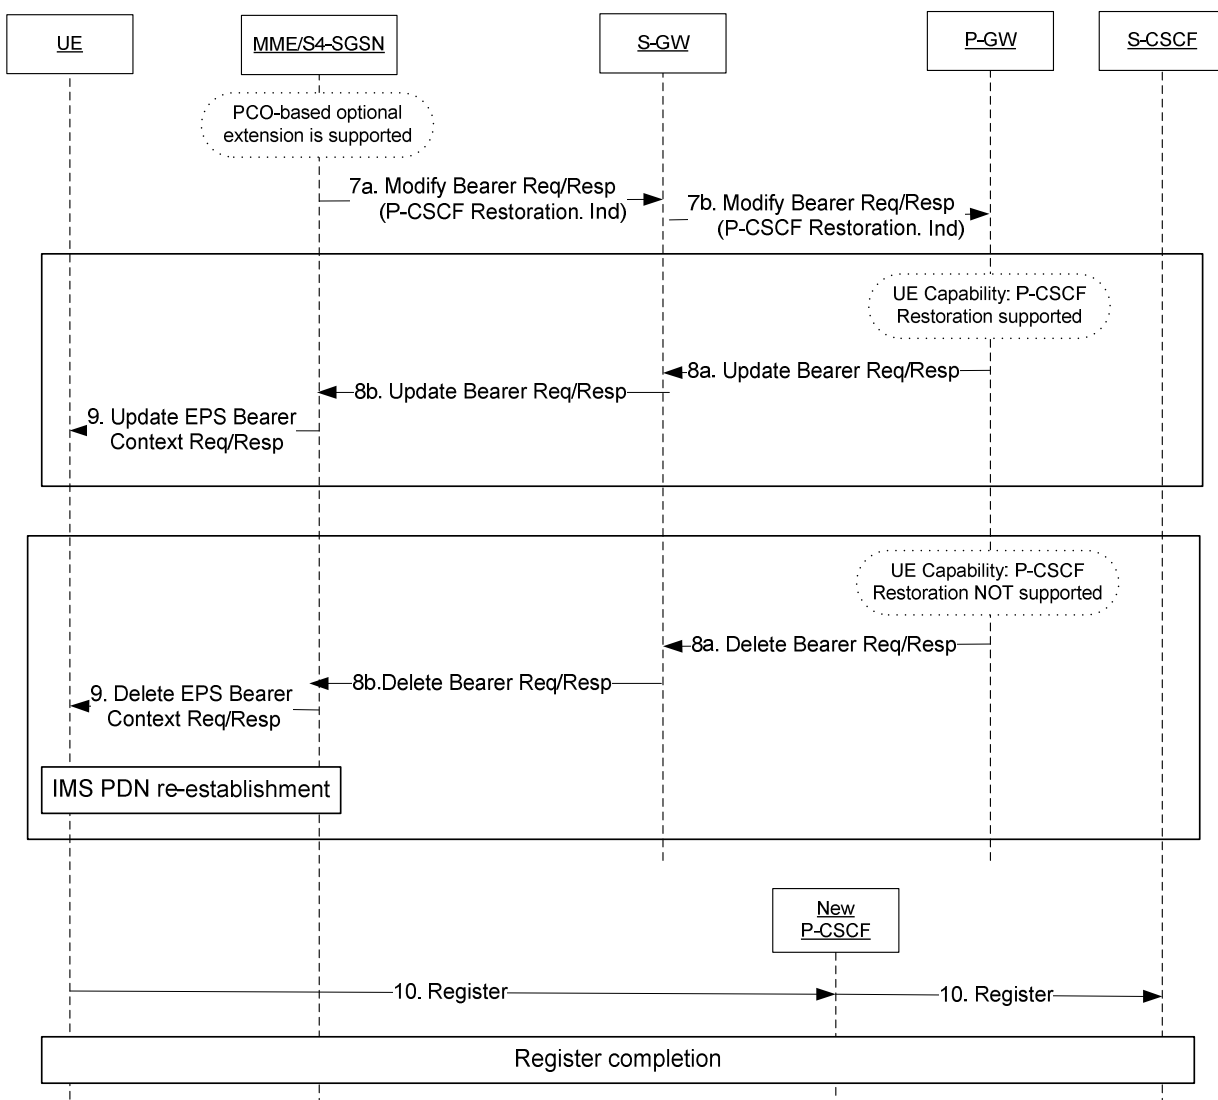 UE
MME/S4-SGSN
S-GW
P-GW
S-CSCF
PCO-based optional
extension is supported
7a. Modify Bearer Req/Resp
(P-CSCF Restoration. Ind)
7b. Modify Bearer Req/Resp
(P-CSCF Restoration. Ind)
UE Capability: P-CSCF
Restoration supported
8a. Update Bearer Req/Resp
8b. Update Bearer Req/Resp
9. Update EPS Bearer
Context Req/Resp
UE Capability: P-CSCF
Restoration NOT supported
8a. Delete Bearer Req/Resp
8b.Delete Bearer Req/Resp
9. Delete EPS Bearer
Context Req/Resp
IMS PDN re-establishment
New
P-CSCF
10. Register
10. Register
Register completion